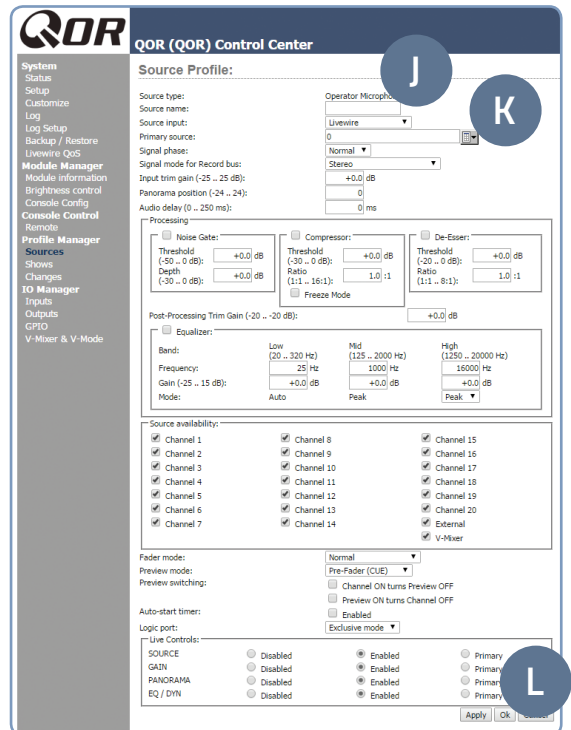 QOR
QOR (QOR) Control Center
System
Status
Setup
Customize
Log
Log Setup
Backup / Restore
Livewire QoS
Module Manager
Module information
Brightness control
Console Config
Console Control
Remote
Profile Manager
Sources
Shows
Changes
IO Manager
Inputs
Outputs
GPIO
V-Mixer & V-Mode
Source Profile:
J
K
Source type: Operator
Source name:
Source input: Livewire
Primary source: 0
Signal phase: Normal
Signal mode for Record bus: Stereo
Input trim gain (-25 .. 25 dB): +0.0 dB
Panorama position (-24 .. 24): 0
Audio delay (0 .. 250 ms): 0 ms
Processing
Noise Gate: Compressor: De-Esser:
Threshold (-50 .. 0 dB): +0.0 dB Threshold (-30 .. 0 dB): +0.0 dB Threshold (-20 .. 0 dB): +0.0 dB
Depth (-30 .. 0 dB): +0.0 dB Ratio (1:1 .. 16:1): 1.0 :1 Ratio (1:1 .. 8:1): 1.0 :1
Freeze Mode
Post-Processing Trim Gain (-20 .. -20 dB): +0.0 dB
Equalizer:
Band: Low (20 .. 320 Hz) Mid (125 .. 2000 Hz) High (1250 .. 20000 Hz)
Frequency: 25 Hz 1000 Hz 16000 Hz
Gain (-25 .. 15 dB): +0.0 dB +0.0 dB +0.0 dB
Mode: Auto Peak Peak
Source availability:
Channel 1 Channel 8 Channel 15
Channel 2 Channel 9 Channel 16
Channel 3 Channel 10 Channel 17
Channel 4 Channel 11 Channel 18
Channel 5 Channel 12 Channel 19
Channel 6 Channel 13 Channel 20
Channel 7 Channel 14 External
V-Mixer
Fader mode: Normal
Preview mode: Pre-Fader (CUE)
Preview switching: Channel ON turns Preview OFF
Preview ON turns Channel OFF
Auto-start timer: Enabled
Logic port: Exclusive mode
Live Controls:
SOURCE Disabled Enabled Primary
GAIN Disabled Enabled Primary
PANORAMA Disabled Enabled Primary
EQ / DYN Disabled Enabled Primary
L
Apply Ok